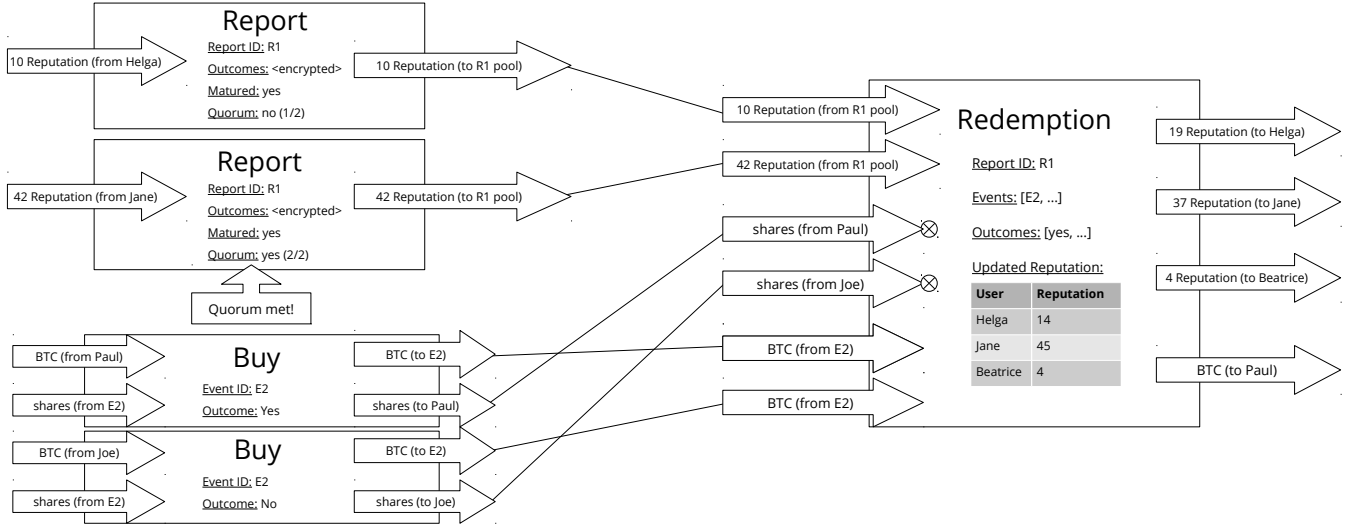 Report
10 Reputation (from Helga)
Report ID: R1
Outcomes: <encrypted>
Matured: yes
Quorum: no (1/2)
10 Reputation (to R1 pool)
Report
42 Reputation (from Jane)
Report ID: R1
Outcomes: <encrypted>
Matured: yes
Quorum: yes (2/2)
42 Reputation (to R1 pool)
Quorum met!
Buy
BTC (from Paul)
shares (from E2)
Event ID: E2
Outcome: Yes
BTC (to E2)
shares (to Paul)
Buy
BTC (from Joe)
shares (from E2)
Event ID: E2
Outcome: No
BTC (to E2)
shares (to Joe)
10 Reputation (from R1 pool)
42 Reputation (from R1 pool)
shares (from Paul)
shares (from Joe)
BTC (from E2)
BTC (from E2)
Redemption
Report ID: R1
Events: [E2, ...]
Outcomes: [yes, ...]
Updated Reputation:
User Reputation
Helga 14
Jane 45
Beatrice 4
19 Reputation (to Helga)
37 Reputation (to Jane)
4 Reputation (to Beatrice)
BTC (to Paul)